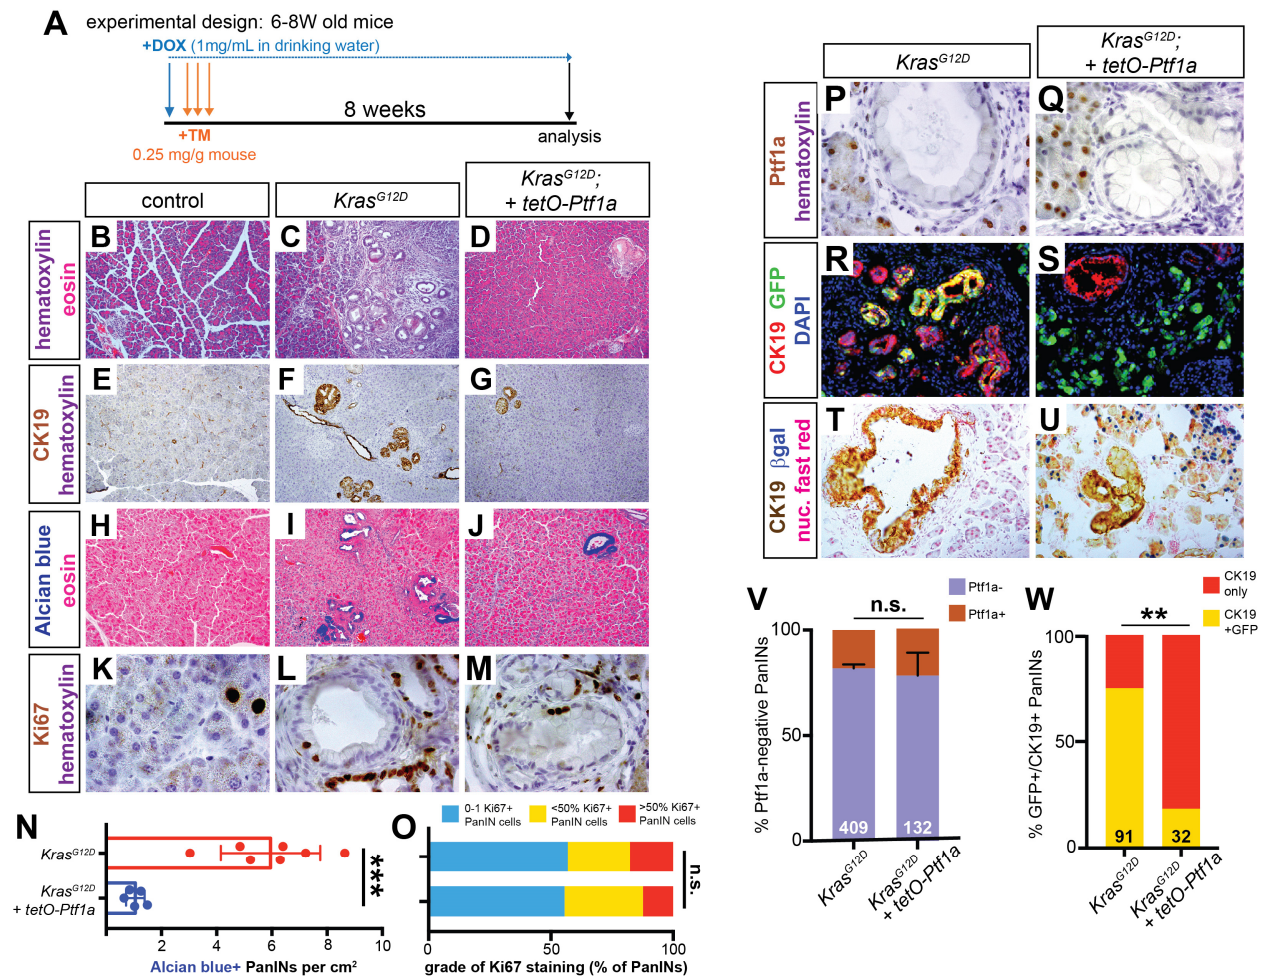 A
experimental design: 6-8W old mice
+DOX (1mg/mL in drinking water)
8 weeks
+TM
analysis
0.25 mg/g mouse
control
KrasG12D
KrasG12D;
+ tetO-Ptf1a
hematoxylin
eosin
B
C
D
CK19
hematoxylin
E
F
G
Alcian blue
eosin
H
I
J
Ki67
hematoxylin
K
L
M
N
KrasG12D
KrasG12D
+ tetO-Ptf1a
***
2
4
6
8
10
Alcian blue+ PanINs per cm2
O
0-1 Ki67+
PanIN cells
<50% Ki67+
PanIN cells
>50% Ki67+
PanIN cells
n.s.
0
50
100
grade of Ki67 staining (% of PanINs)
KrasG12D
KrasG12D;
+ tetO-Ptf1a
Ptf1a
hematoxylin
P
Q
CK19 GFP
DAPI
R
S
CK19 βgal
nuc. fast red
T
U
V
Ptf1a-
Ptf1a+
n.s.
% Ptf1a-negative PanINs
100
50
0
409
132
KrasG12D
KrasG12D
+ tetO-Ptf1a
W
CK19
only
CK19
+GFP
**
% GFP+/CK19+ PanINs
100
50
0
91
32
KrasG12D
KrasG12D
+ tetO-Ptf1a